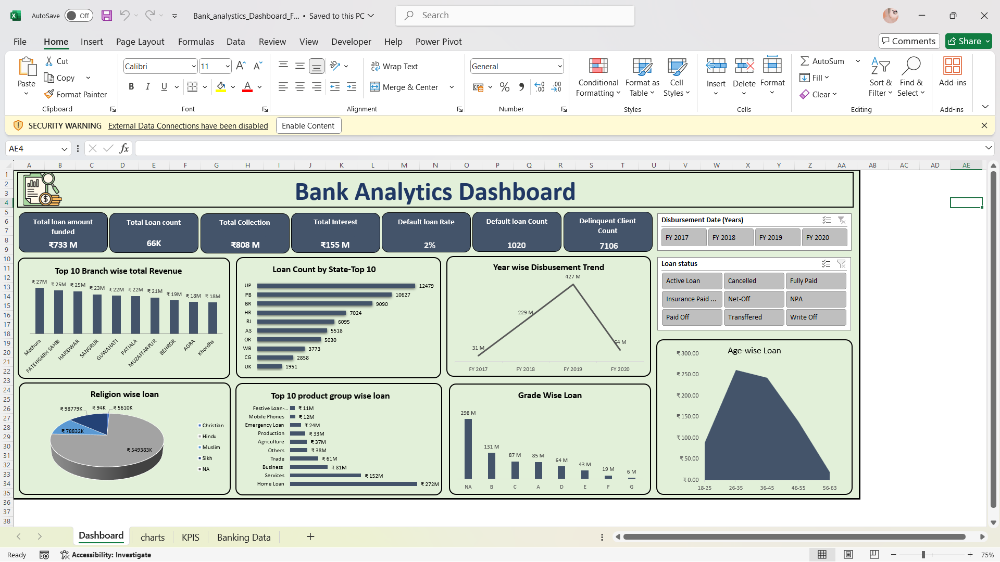 AutoSave Off Bank_analystics_Dashboard_F... • Saved to this PC Search
File Home Insert Page Layout Formulas Data Review View Developer Help Power Pivot Comments Share
Paste Cut Copy Format Painter
Clipboard
Calibri 11
B I U A
Font
Wrap Text
Merge & Center
Alignment
General
Number
Conditional Formatting Format as Table Cell Styles
Styles
Insert Delete Format
Cells
AutoSum Fill Clear
Sort & Filter Find & Select
Editing
Add-ins
Add-ins
SECURITY WARNING External Data Connections have been disabled Enable Content
AE4 fx
A B C D E F G H I J K L M N O P Q R S T U V W X Y Z AA AB AC AD AE
1
2
3
4
5
6
7
8
9
10
11
12
13
14
15
16
17
18
19
20
21
22
23
24
25
26
27
28
29
30
31
32
33
34
35
36
37
38
Bank Analytics Dashboard
Total loan amount
funded
₹733 M
Total Loan count
66K
Total Collection
₹808 M
Total Interest
₹155 M
Default loan Rate
2%
Default loan Count
1020
Delinquent Client
Count
7106
Disbursement Date (Years)
FY 2017 FY 2018 FY 2019 FY 2020
Loan status
Active Loan Cancelled Fully Paid
Insurance Paid ... Net-Off NPA
Paid Off Transffered Write Off
Top 10 Branch wise total Revenue
₹ 27M ₹ 25M ₹ 25M ₹ 23M ₹ 22M ₹ 22M ₹ 21M ₹ 19M ₹ 18M ₹ 18M
Mathura FATEHGARH SAHIB HARIDWAR SANGRUR GUWAHATI PATIALA MUZAFFARPUR BEHROR AGRA Khordha
Loan Count by State-Top 10
UP 12479
PB 10627
BR 9090
HR 7024
RJ 6095
AS 5518
OR 5030
WB 3773
CG 2858
UK 1951
Year wise Disbusement Trend
427 M
229 M
31 M
64 M
FY 2017 FY 2018 FY 2019 FY 2020
Age-wise Loan
₹ 300.00
₹ 250.00
₹ 200.00
₹ 150.00
₹ 100.00
₹ 50.00
₹ 0.00
18-25 26-35 36-45 46-55 56-63
Religion wise loan
₹ 98779K ₹ 94K ₹ 5610K
₹ 78832K
₹ 549383K
Christian
Hindu
Muslim
Sikh
NA
Top 10 product group wise loan
Festive Loan-... ₹ 11M
Mobile Phones ₹ 12M
Emergency Loan ₹ 24M
Production ₹ 33M
Agriculture ₹ 37M
Others ₹ 38M
Trade ₹ 61M
Business ₹ 81M
Services ₹ 152M
Home Loan ₹ 272M
Grade Wise Loan
298 M 131 M 87 M 85 M 64 M 43 M 19 M 6 M
NA B C A D E F G
Dashboard charts KPIS Banking Data
Ready Accessibility: Investigate 75%